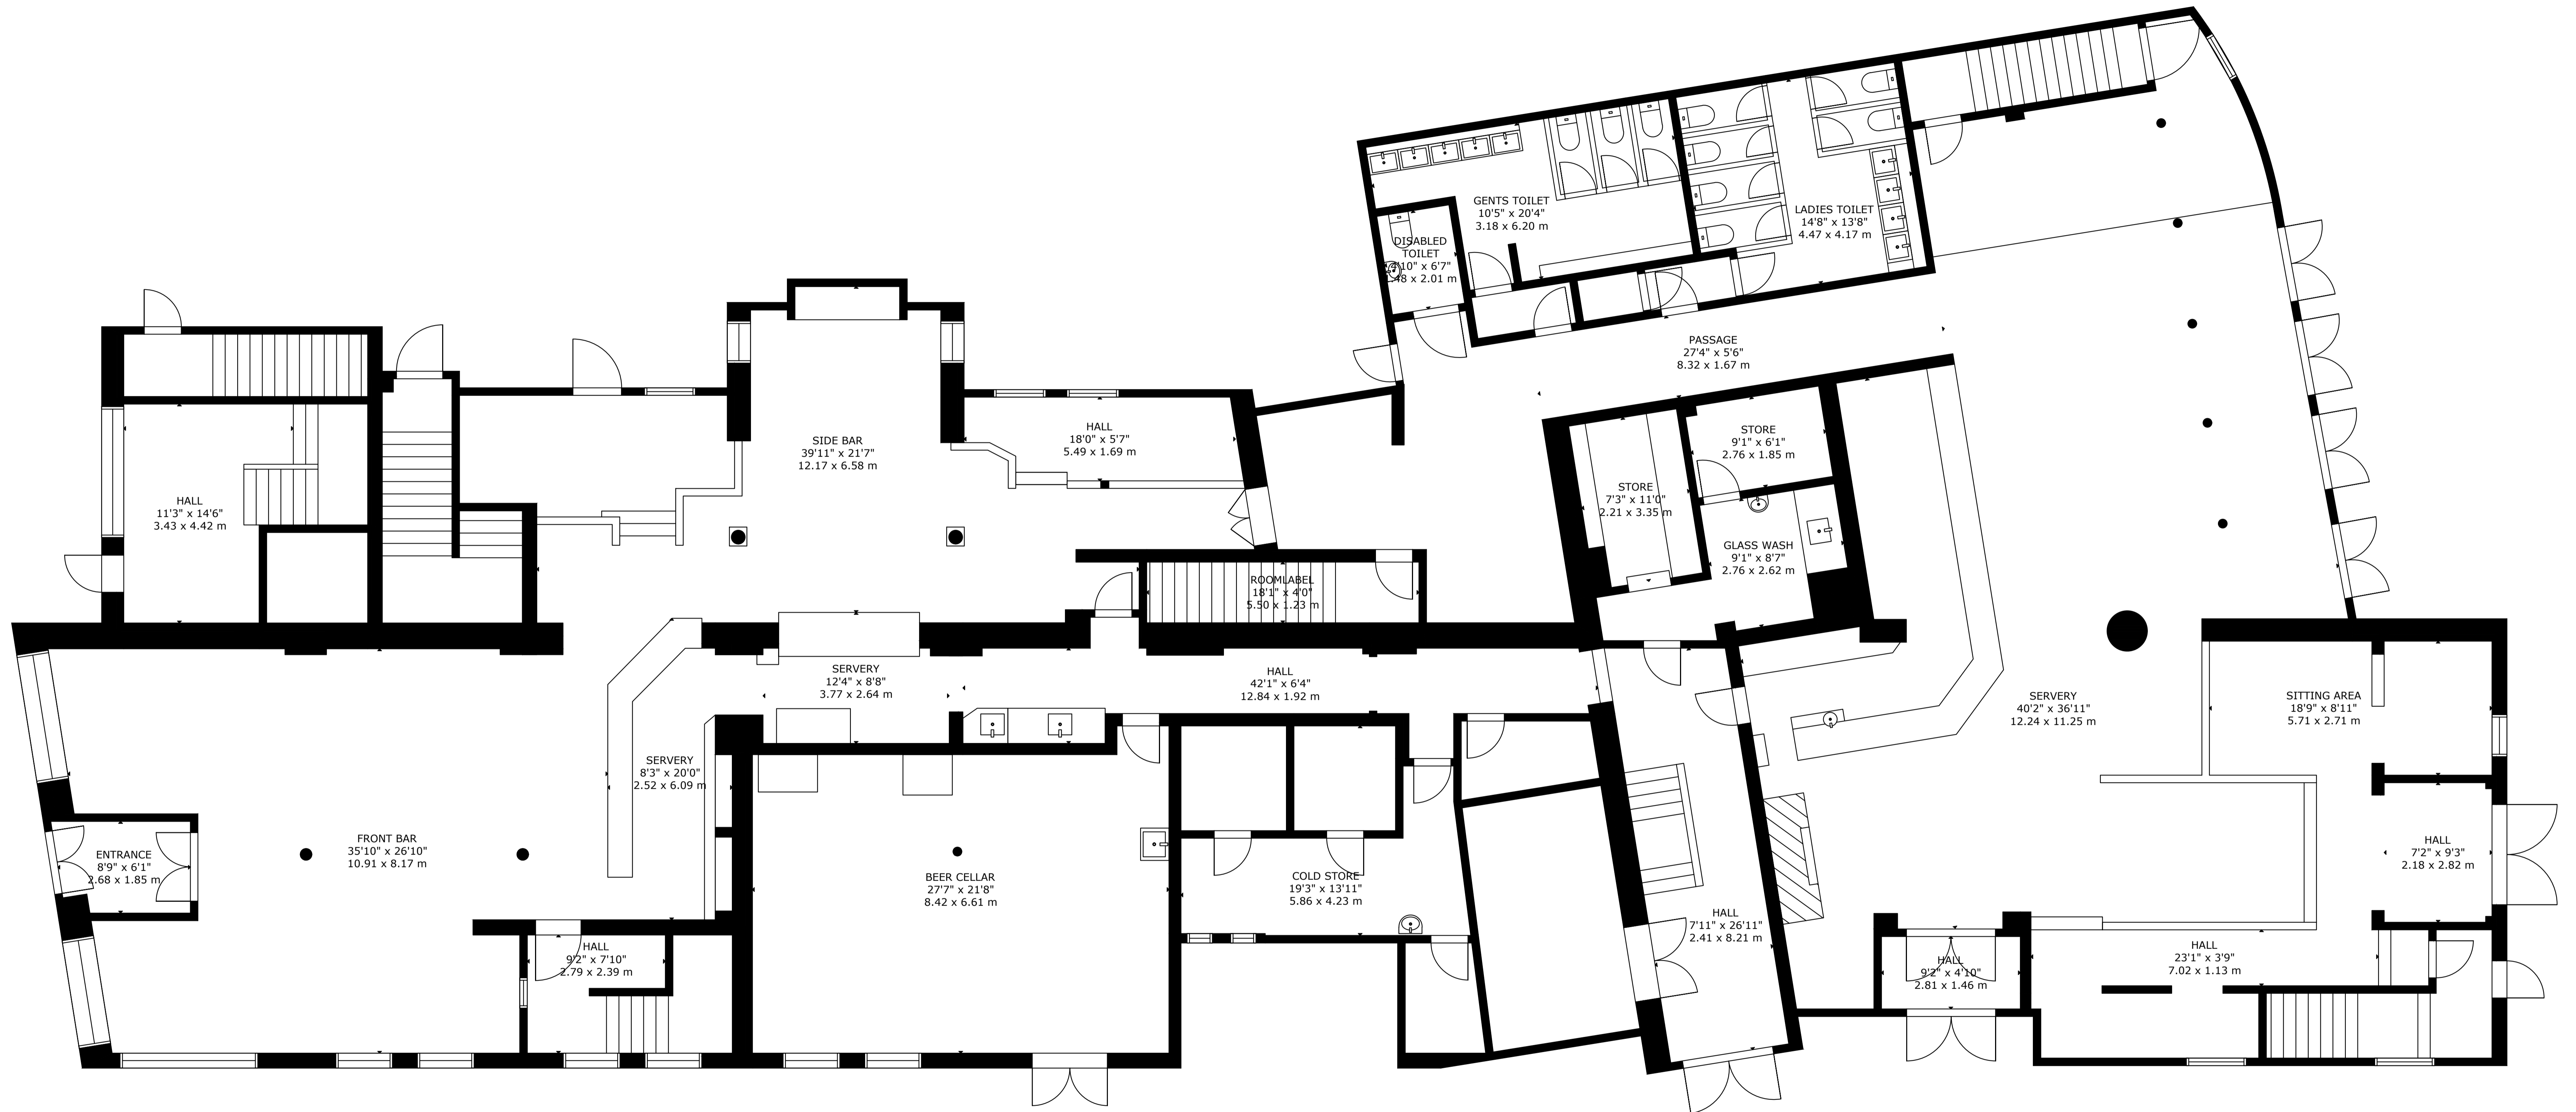 GENTS TOILET
10'5" x 20'4"
3.18 x 6.20 m
LADIES TOILET
14'8" x 13'8"
4.47 x 4.17 m
DISABLED
TOILET
4'10" x 6'7"
1.48 x 2.01 m
PASSAGE
27'4" x 5'6"
8.32 x 1.67 m
SIDE BAR
39'11" x 21'7"
12.17 x 6.58 m
HALL
18'0" x 5'7"
5.49 x 1.69 m
STORE
9'1" x 6'1"
2.76 x 1.85 m
HALL
11'3" x 14'6"
3.43 x 4.42 m
STORE
7'3" x 11'0"
2.21 x 3.35 m
GLASS WASH
9'1" x 8'7"
2.76 x 2.62 m
ROOMLABEL
18'1" x 4'0"
5.50 x 1.23 m
SERVERY
12'4" x 8'8"
3.77 x 2.64 m
HALL
42'1" x 6'4"
12.84 x 1.92 m
SERVERY
40'2" x 36'11"
12.24 x 11.25 m
SITTING AREA
18'9" x 8'11"
5.71 x 2.71 m
SERVERY
8'3" x 20'0"
2.52 x 6.09 m
FRONT BAR
35'10" x 26'10"
10.91 x 8.17 m
ENTRANCE
8'9" x 6'1"
2.68 x 1.85 m
BEER CELLAR
27'7" x 21'8"
8.42 x 6.61 m
COLD STORE
19'3" x 13'11"
5.86 x 4.23 m
HALL
7'2" x 9'3"
2.18 x 2.82 m
HALL
7'11" x 26'11"
2.41 x 8.21 m
HALL
9'2" x 7'10"
2.79 x 2.39 m
HALL
9'2" x 4'10"
2.81 x 1.46 m
HALL
23'1" x 3'9"
7.02 x 1.13 m